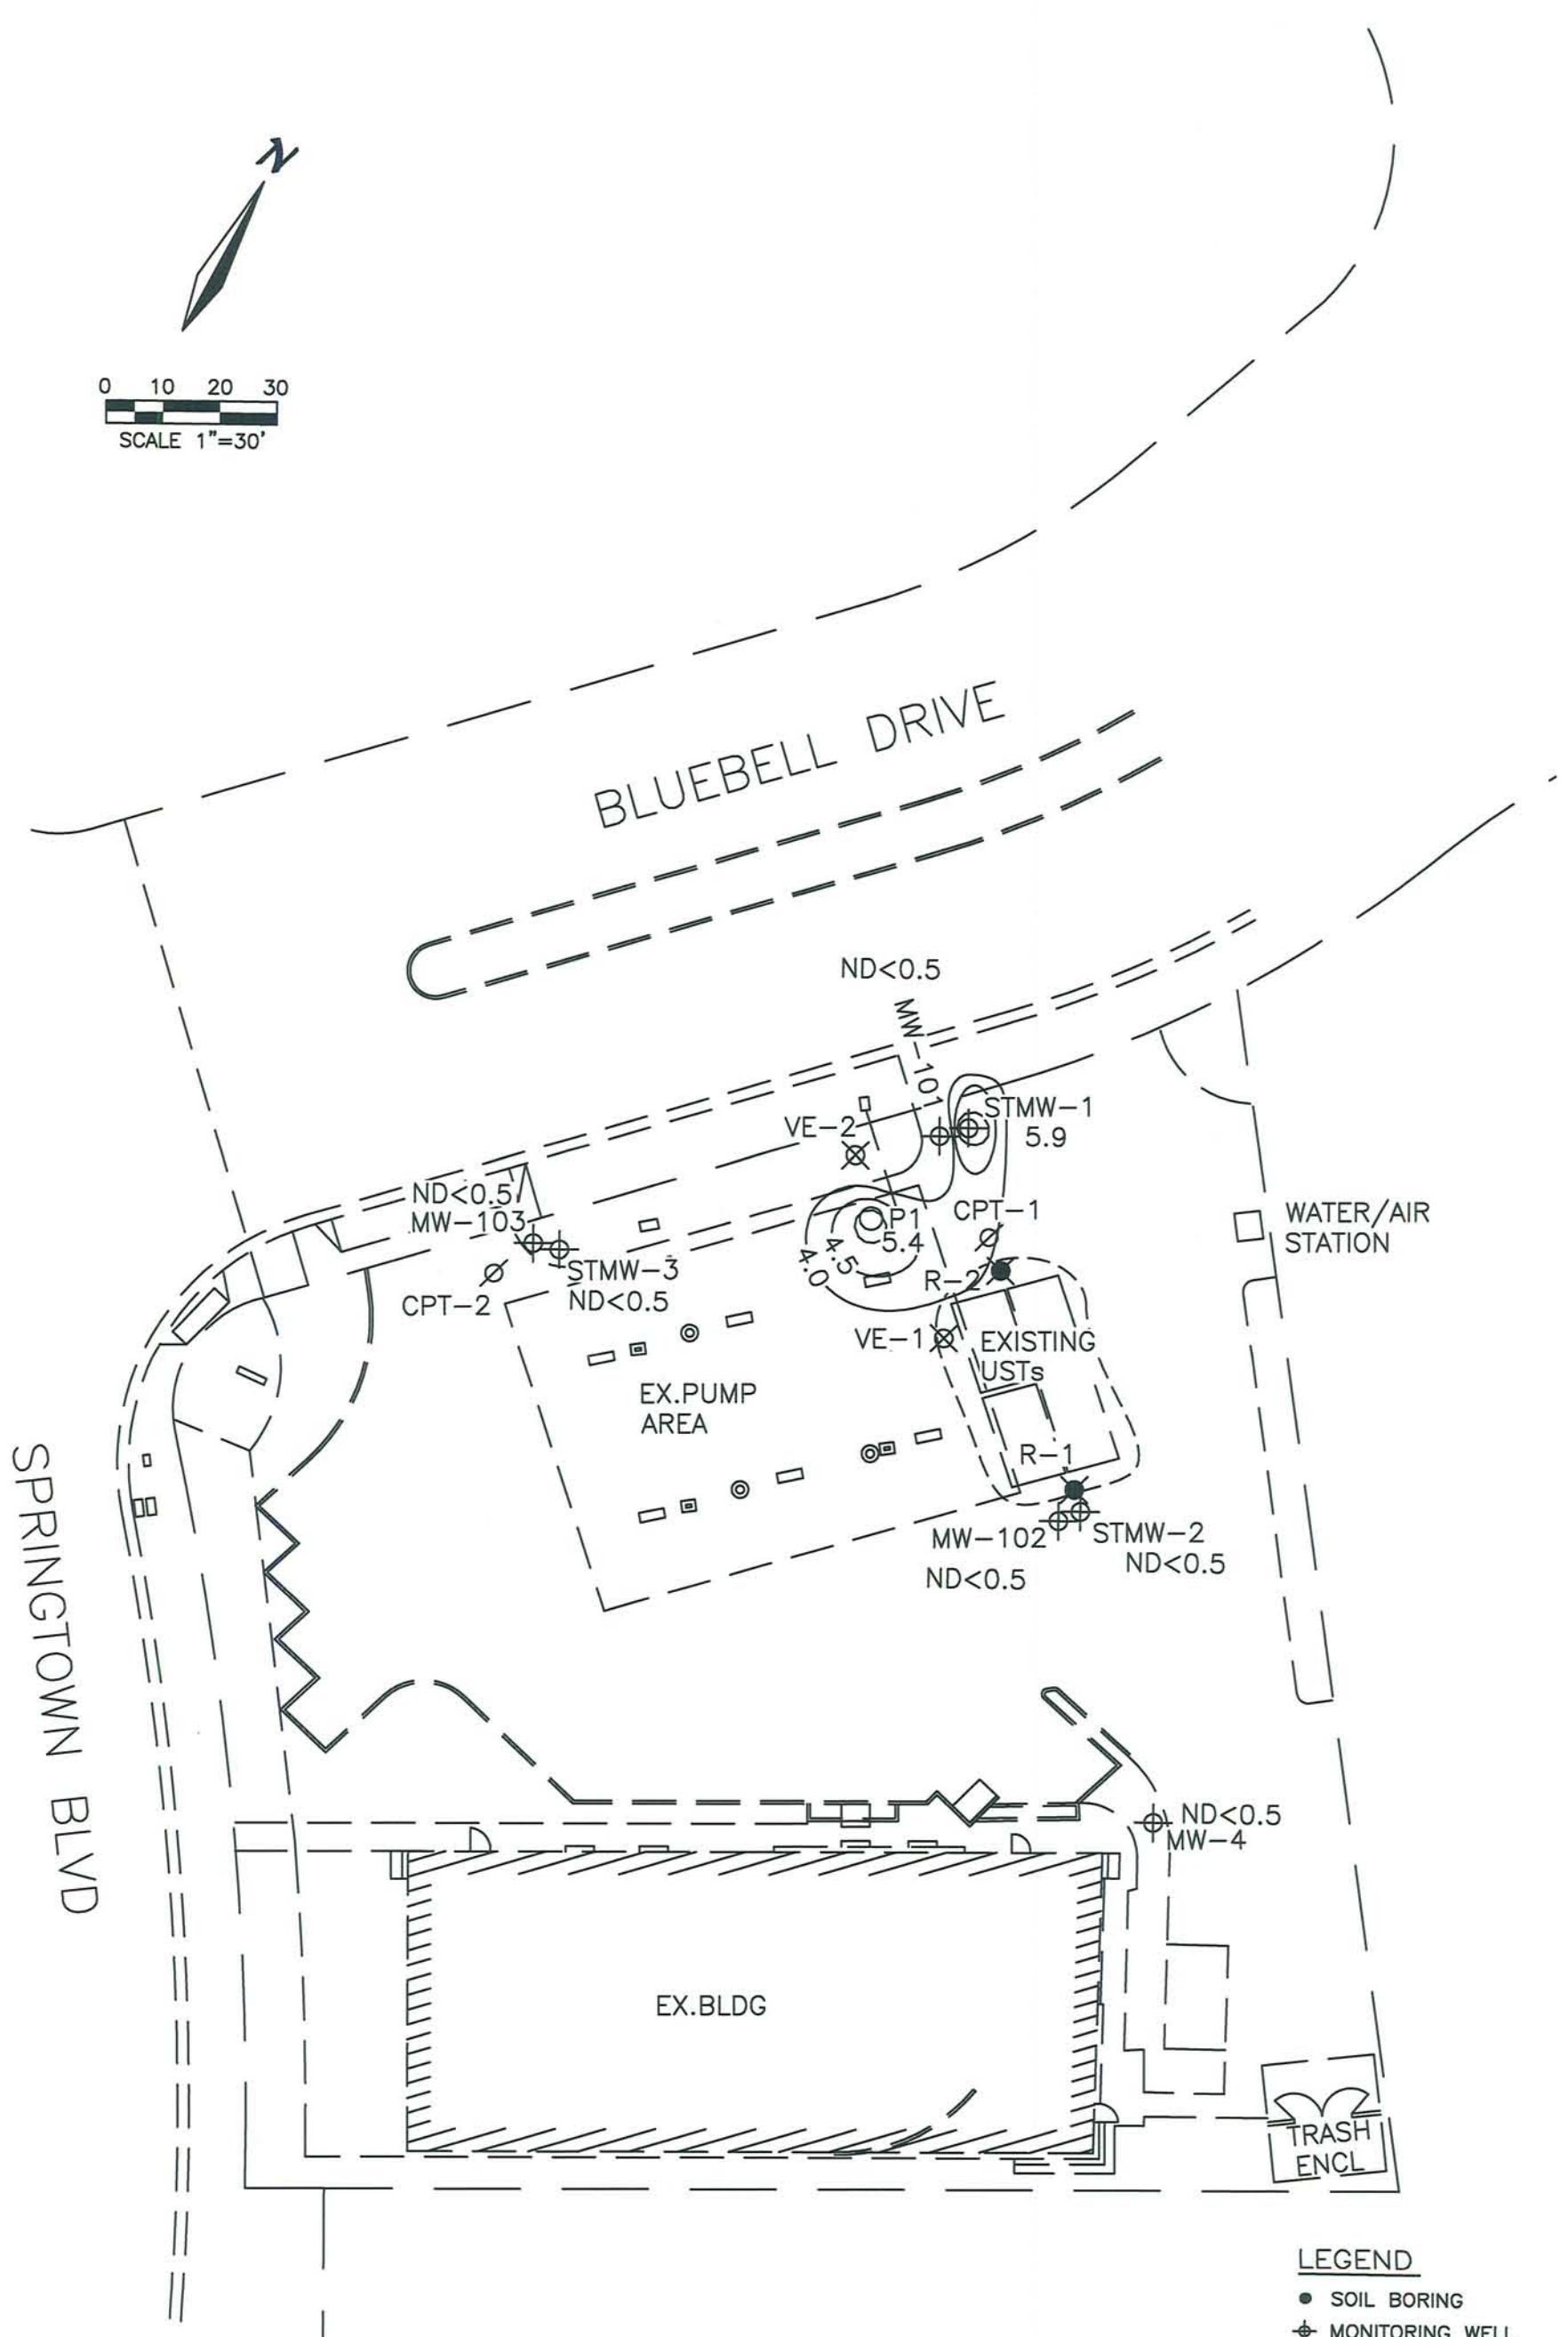 N
0 10 20 30
SCALE 1"=30'
BLUEBELL DRIVE
ND<0.5
MW-101
STMW-1
5.9
VE-2
ND<0.5
MW-103
P1
5.4
CPT-1
4.5
4.0
WATER/AIR
STATION
STMW-3
ND<0.5
CPT-2
R-2
VE-1
EXISTING
USTs
EX.PUMP
AREA
R-1
MW-102
ND<0.5
STMW-2
ND<0.5
SPRINGTOWN BLVD
ND<0.5
MW-4
EX.BLDG
TRASH
ENCL
LEGEND
SOIL BORING
MONITORING WELL